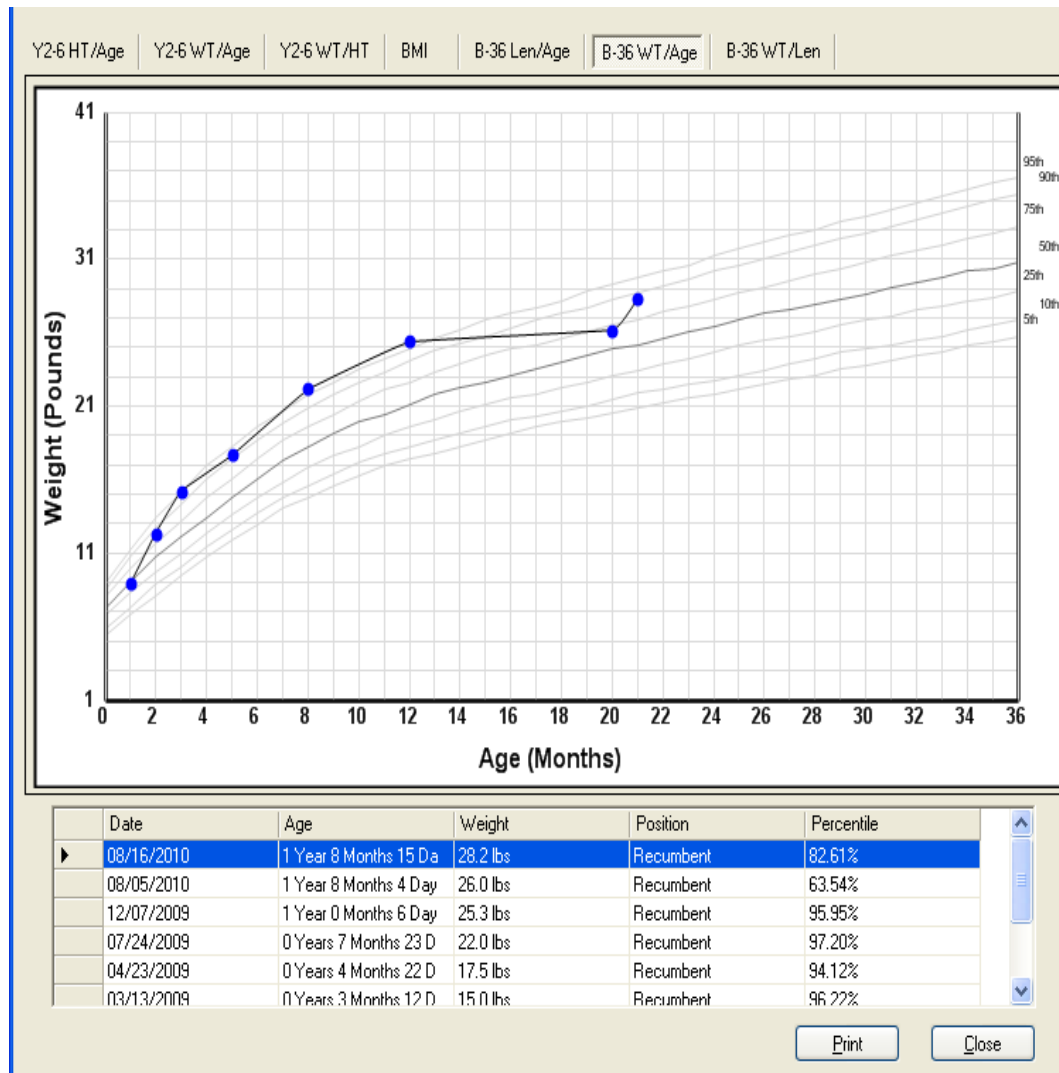 Y2-6 HT/Age Y2-6 WT/Age Y2-6 WT/HT BMI B-36 Len/Age B-36 WT/Age B-36 WT/Len
41
31
21
11
1
Weight (Pounds)
95th
90th
75th
50th
25th
10th
5th
0 2 4 6 8 10 12 14 16 18 20 22 24 26 28 30 32 34 36
Age (Months)
Date Age Weight Position Percentile
08/16/2010 1 Year 8 Months 15 Da 28.2 lbs Recumbent 82.61%
08/05/2010 1 Year 8 Months 4 Day 26.0 lbs Recumbent 63.54%
12/07/2009 1 Year 0 Months 6 Day 25.3 lbs Recumbent 95.95%
07/24/2009 0 Years 7 Months 23 D 22.0 lbs Recumbent 97.20%
04/23/2009 0 Years 4 Months 22 D 17.5 lbs Recumbent 94.12%
03/13/2009 0 Years 3 Months 12 D 15.0 lbs Recumbent 96.22%
Print Close